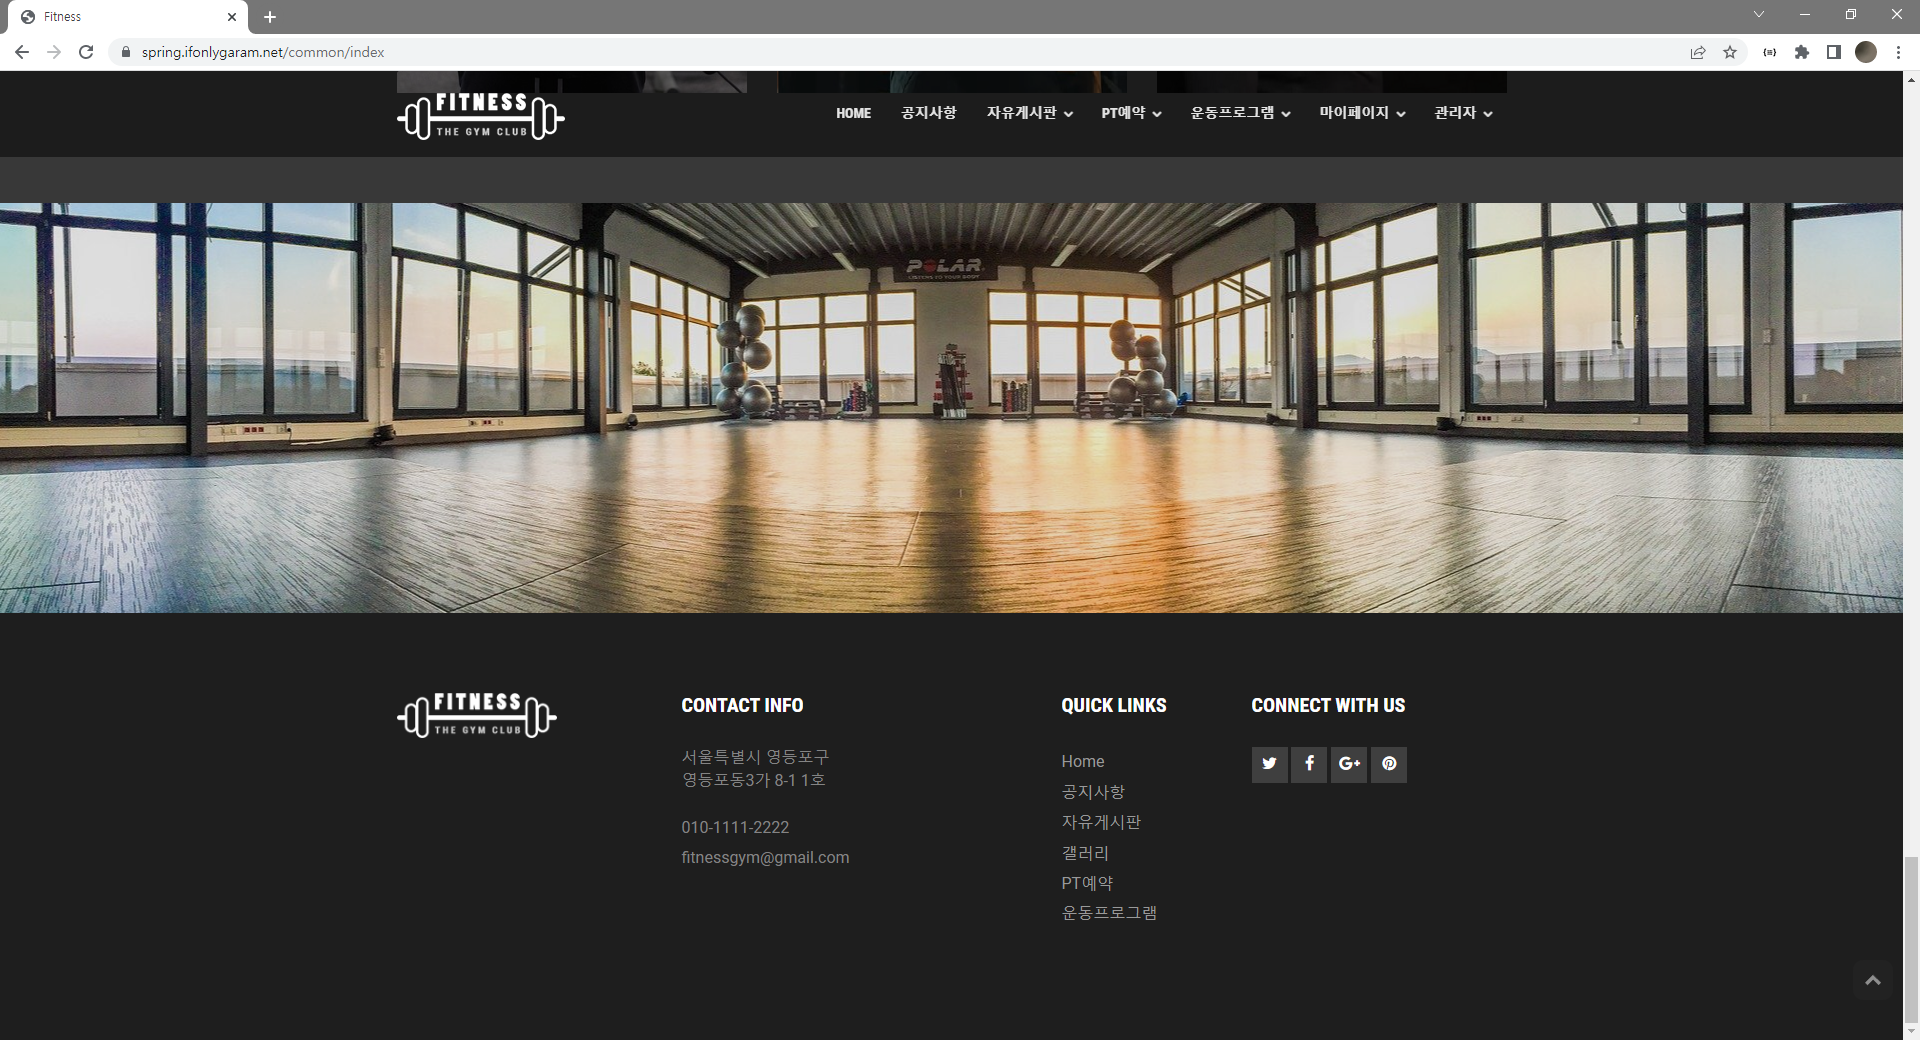 Fitness
spring.ifonlygaram.net/common/index
FITNESS
THE GYM CLUB
HOME 공지사항 자유게시판 PT예약 운동프로그램 마이페이지 관리자
POLAR
LISTENS TO YOUR BODY
FITNESS
THE GYM CLUB
CONTACT INFO
서울특별시 영등포구
영등포동3가 8-1 1호
010-1111-2222
fitnessgym@gmail.com
QUICK LINKS
Home
공지사항
자유게시판
갤러리
PT예약
운동프로그램
CONNECT WITH US